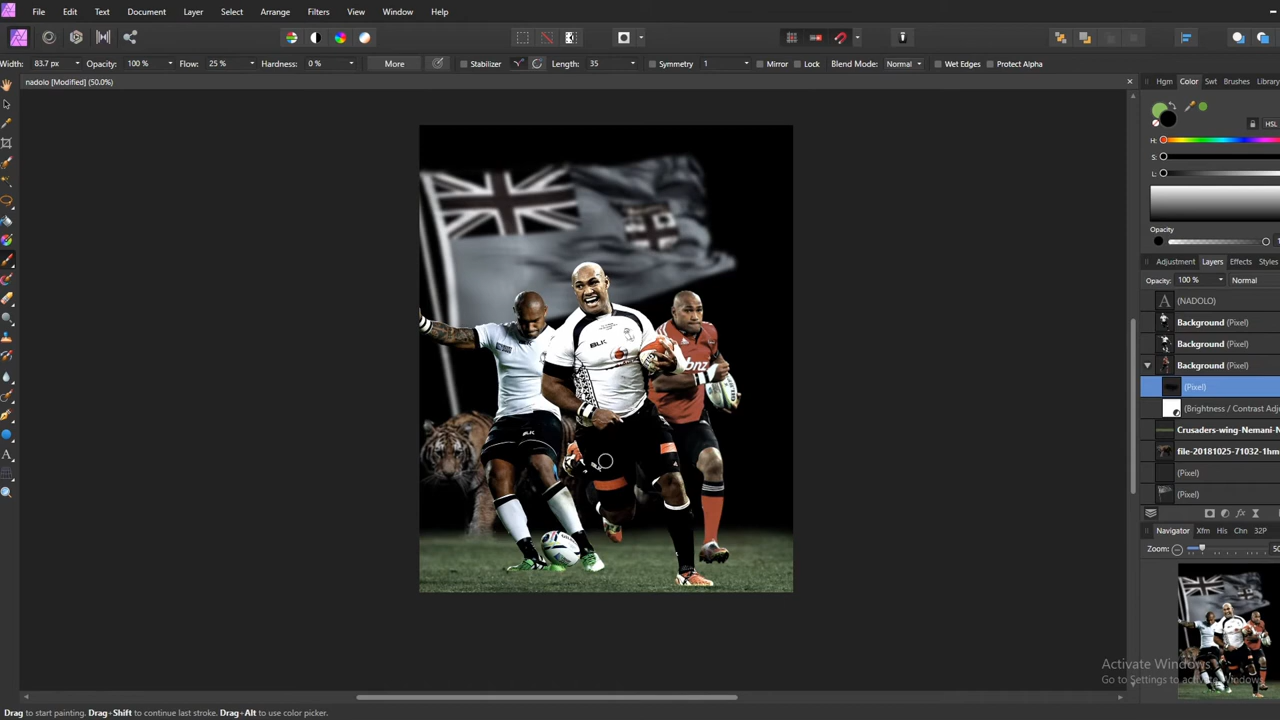 File Edit Text Document Layer Select Arrange Filters View Window Help
Width: 83.7 px Opacity: 100 % Flow: 25 % Hardness: 0 % More Stabilizer Length: 35 Symmetry 1 Mirror Lock Blend Mode: Normal Wet Edges Protect Alpha
nadolo [Modified] (50.0%)
Hgm Color Swt Brushes Library
HSL
H:
S:
L:
Opacity
Adjustment Layers Effects Styles
Opacity: 100 % Normal
(NADOLO)
Background (Pixel)
Background (Pixel)
Background (Pixel)
(Pixel)
(Brightness / Contrast Adj
Crusaders-wing-Nemani-N
file-20181025-71032-1hm
(Pixel)
(Pixel)
Navigator Xfm His Chn 32P
Zoom: 50
BLK
bnz
BLK
Activate Windows
Go to Settings to activate Windows.
Drag to start painting. Drag+Shift to continue last stroke. Drag+Alt to use color picker.